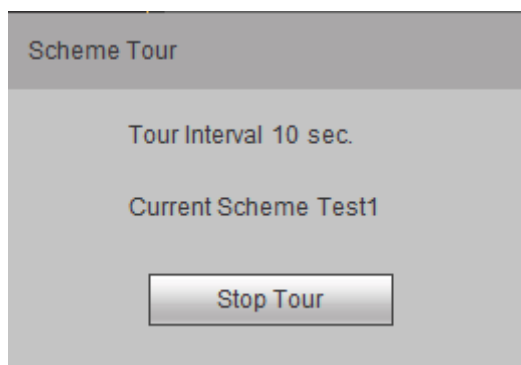 Scheme Tour
Tour Interval 10 sec.
Current Scheme Test1
Stop Tour